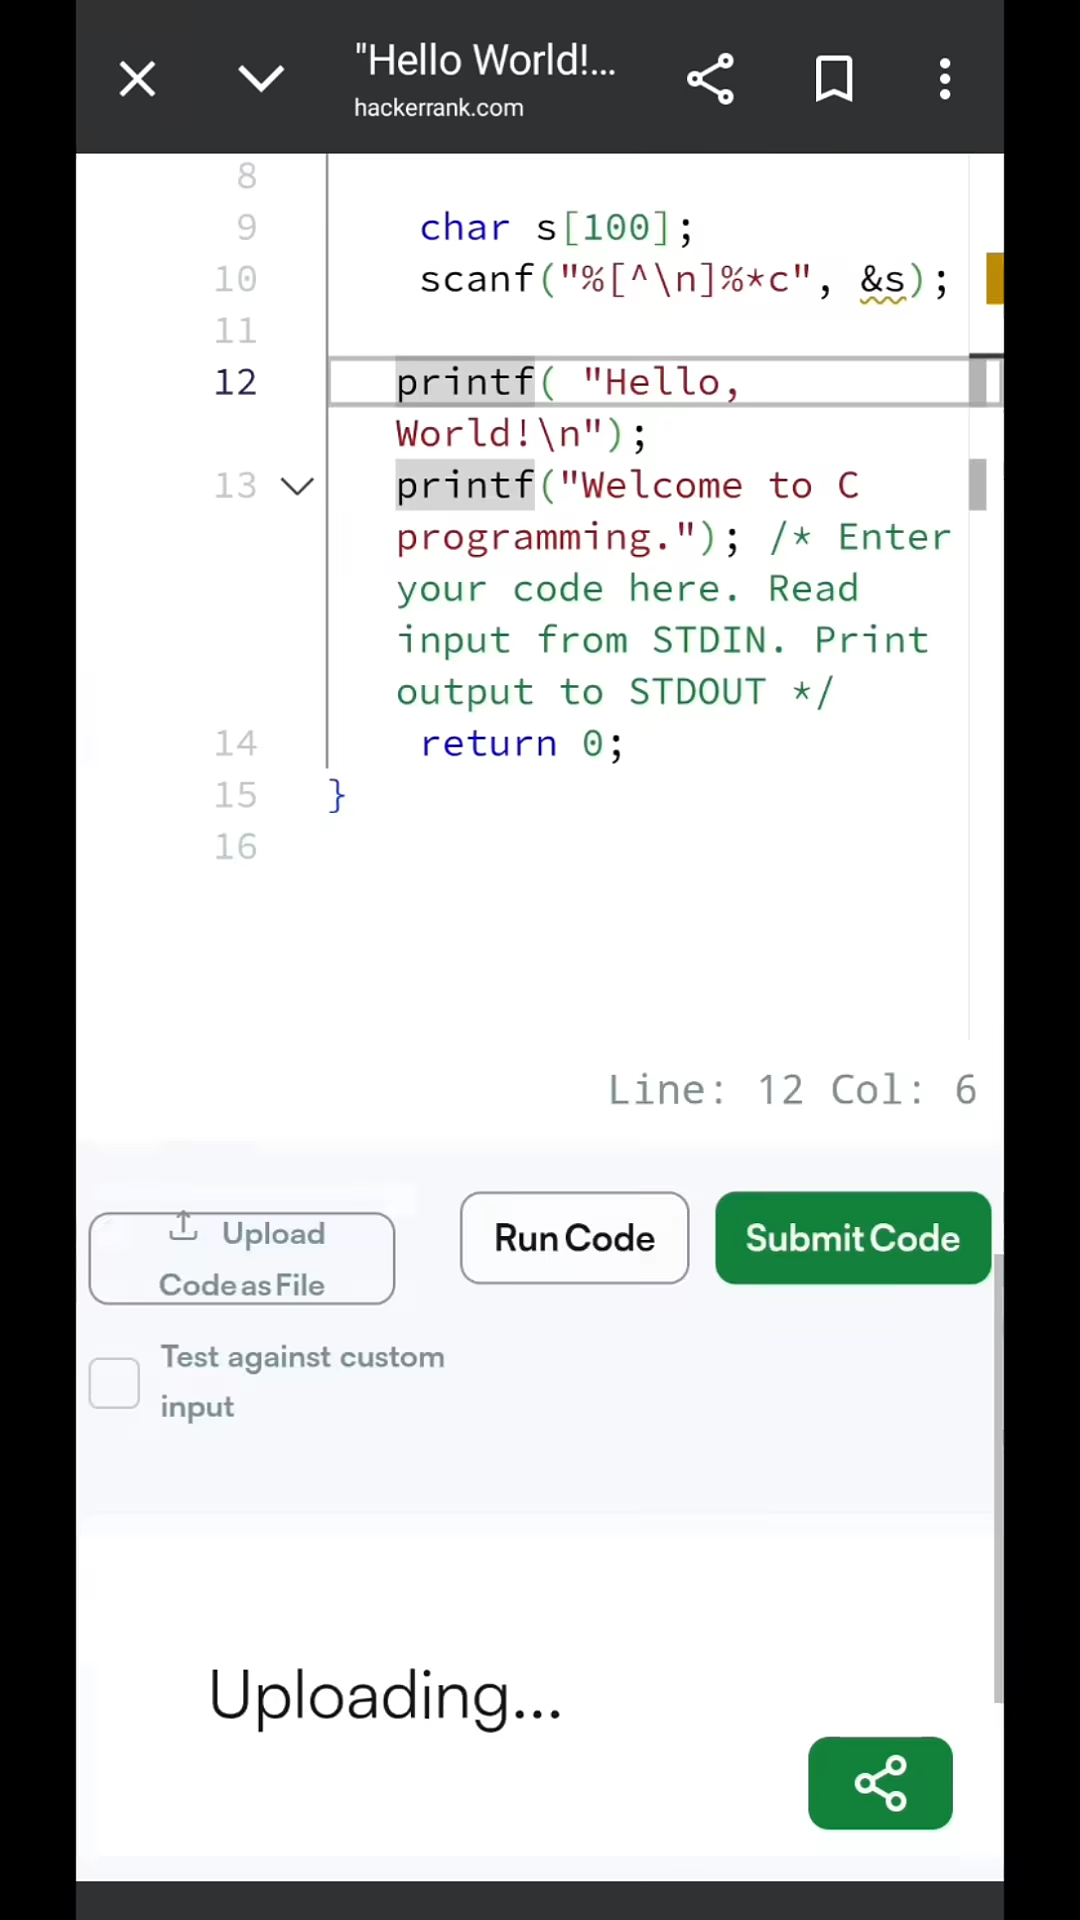 "Hello World!...
hackerrank.com
8
9 char s[100];
10 scanf("%[^\n]%*c", &s);
11
12 printf( "Hello,
World!\n");
13 printf("Welcome to C
programming."); /* Enter
your code here. Read
input from STDIN. Print
output to STDOUT */
14 return 0;
15 }
16
Line: 12 Col: 6
Upload
Code as File
Run Code
Submit Code
Test against custom
input
Uploading...